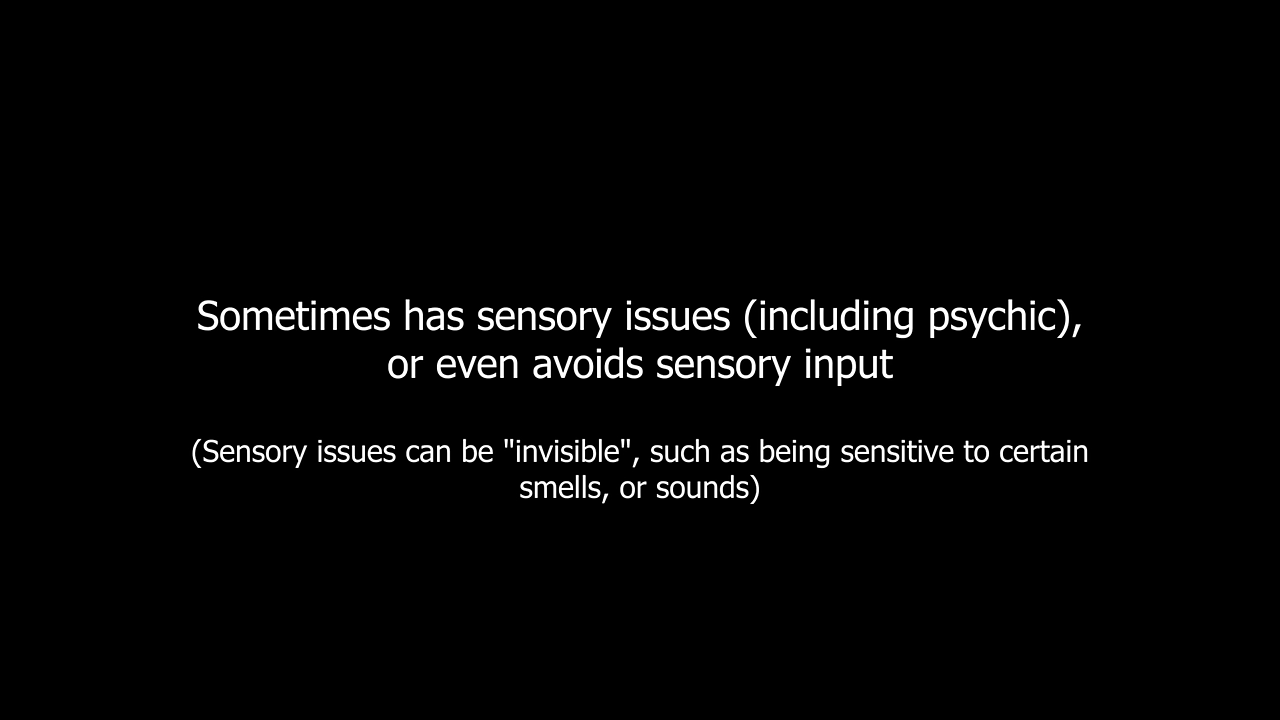 Sometimes has sensory issues (including psychic),
or even avoids sensory input
(Sensory issues can be "invisible", such as being sensitive to certain
smells, or sounds)